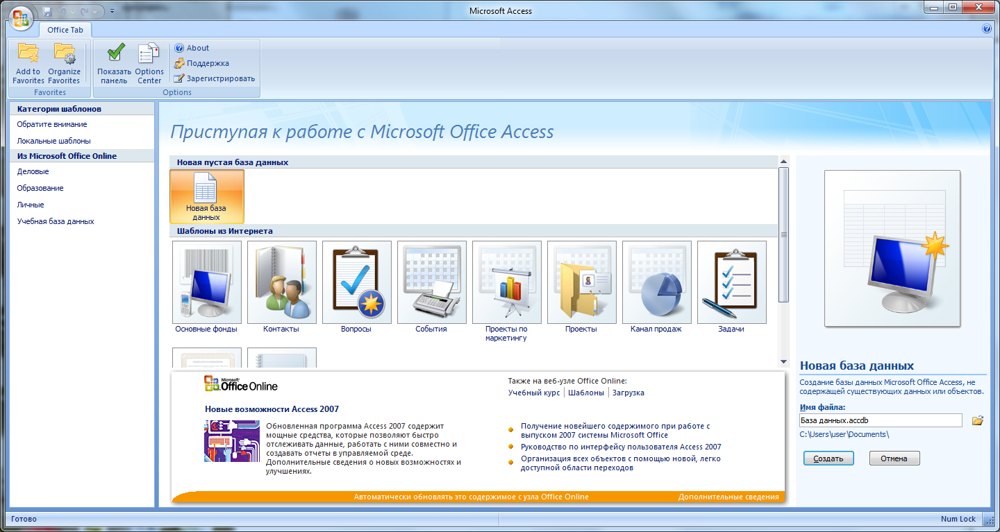 Microsoft Access
Office Tab
Add to Favorites
Organize Favorites
Favorites
Показать панель
Options Center
About
Поддержка
Зарегистрировать
Options
Категории шаблонов
Обратите внимание
Локальные шаблоны
Из Microsoft Office Online
Деловые
Образование
Личные
Учебная база данных
Приступая к работе с Microsoft Office Access
Новая пустая база данных
Новая база
данных
Шаблоны из Интернета
Основные фонды
Контакты
Вопросы
События
Проекты по
маркетингу
Проекты
Канал продаж
Задачи
Microsoft
Office Online
Новые возможности Access 2007
Обновленная программа Access 2007 содержит
мощные средства, которые позволяют быстро
отслеживать данные, работать с ними совместно и
создавать отчеты в управляемой среде.
Дополнительные сведения о новых возможностях и
улучшениях.
Также на веб-узле Office Online:
Учебный курс | Шаблоны | Загрузка
Получение новейшего содержимого при работе с
выпуском 2007 системы Microsoft Office
Руководство по интерфейсу пользователя Access 2007
Организация всех объектов с помощью новой, легко
доступной области переходов
Автоматически обновлять это содержимое с узла Office Online
Дополнительные сведения
Новая база данных
Создание базы данных Microsoft Office Access, не
содержащей существующих данных или объектов.
Имя файла:
База данных.accdb
C:\Users\user\Documents\
Создать
Отмена
Готово
Num Lock